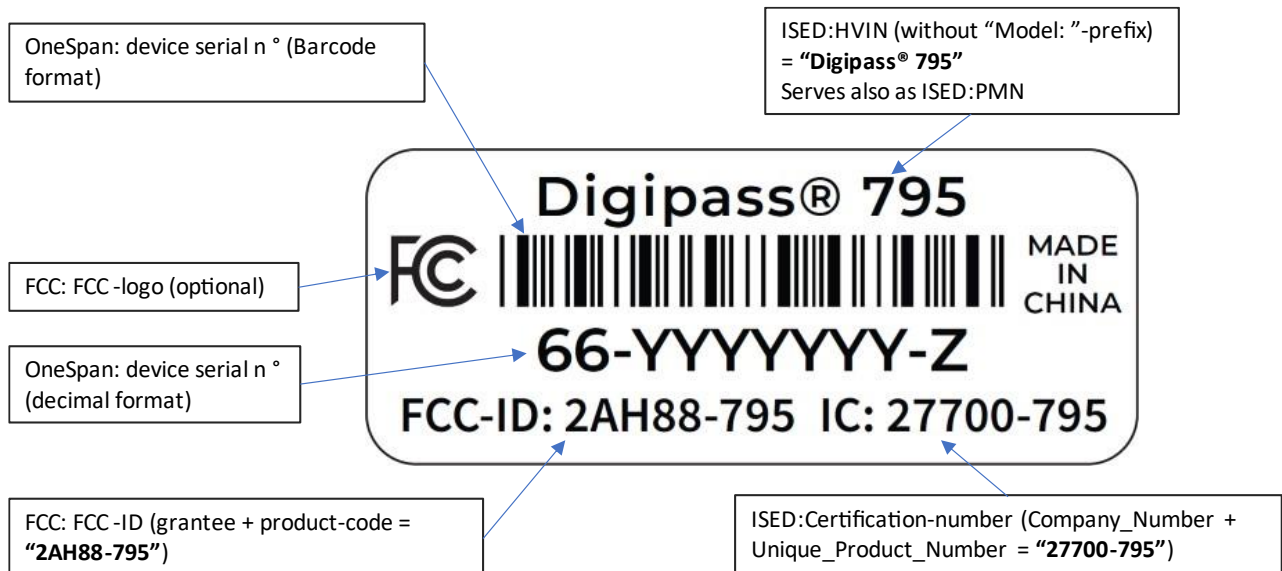 OneSpan: device serial n ° (Barcode
format)
ISED:HVIN (without “Model: ”-prefix)
= “Digipass® 795”
Serves also as ISED:PMN
Digipass® 795
FC
MADE
IN
CHINA
FCC: FCC -logo (optional)
66-YYYYYYY-Z
OneSpan: device serial n °
(decimal format)
FCC-ID: 2AH88-795 IC: 27700-795
FCC: FCC -ID (grantee + product-code =
“2AH88-795”)
ISED:Certification-number (Company_Number +
Unique_Product_Number = “27700-795”)